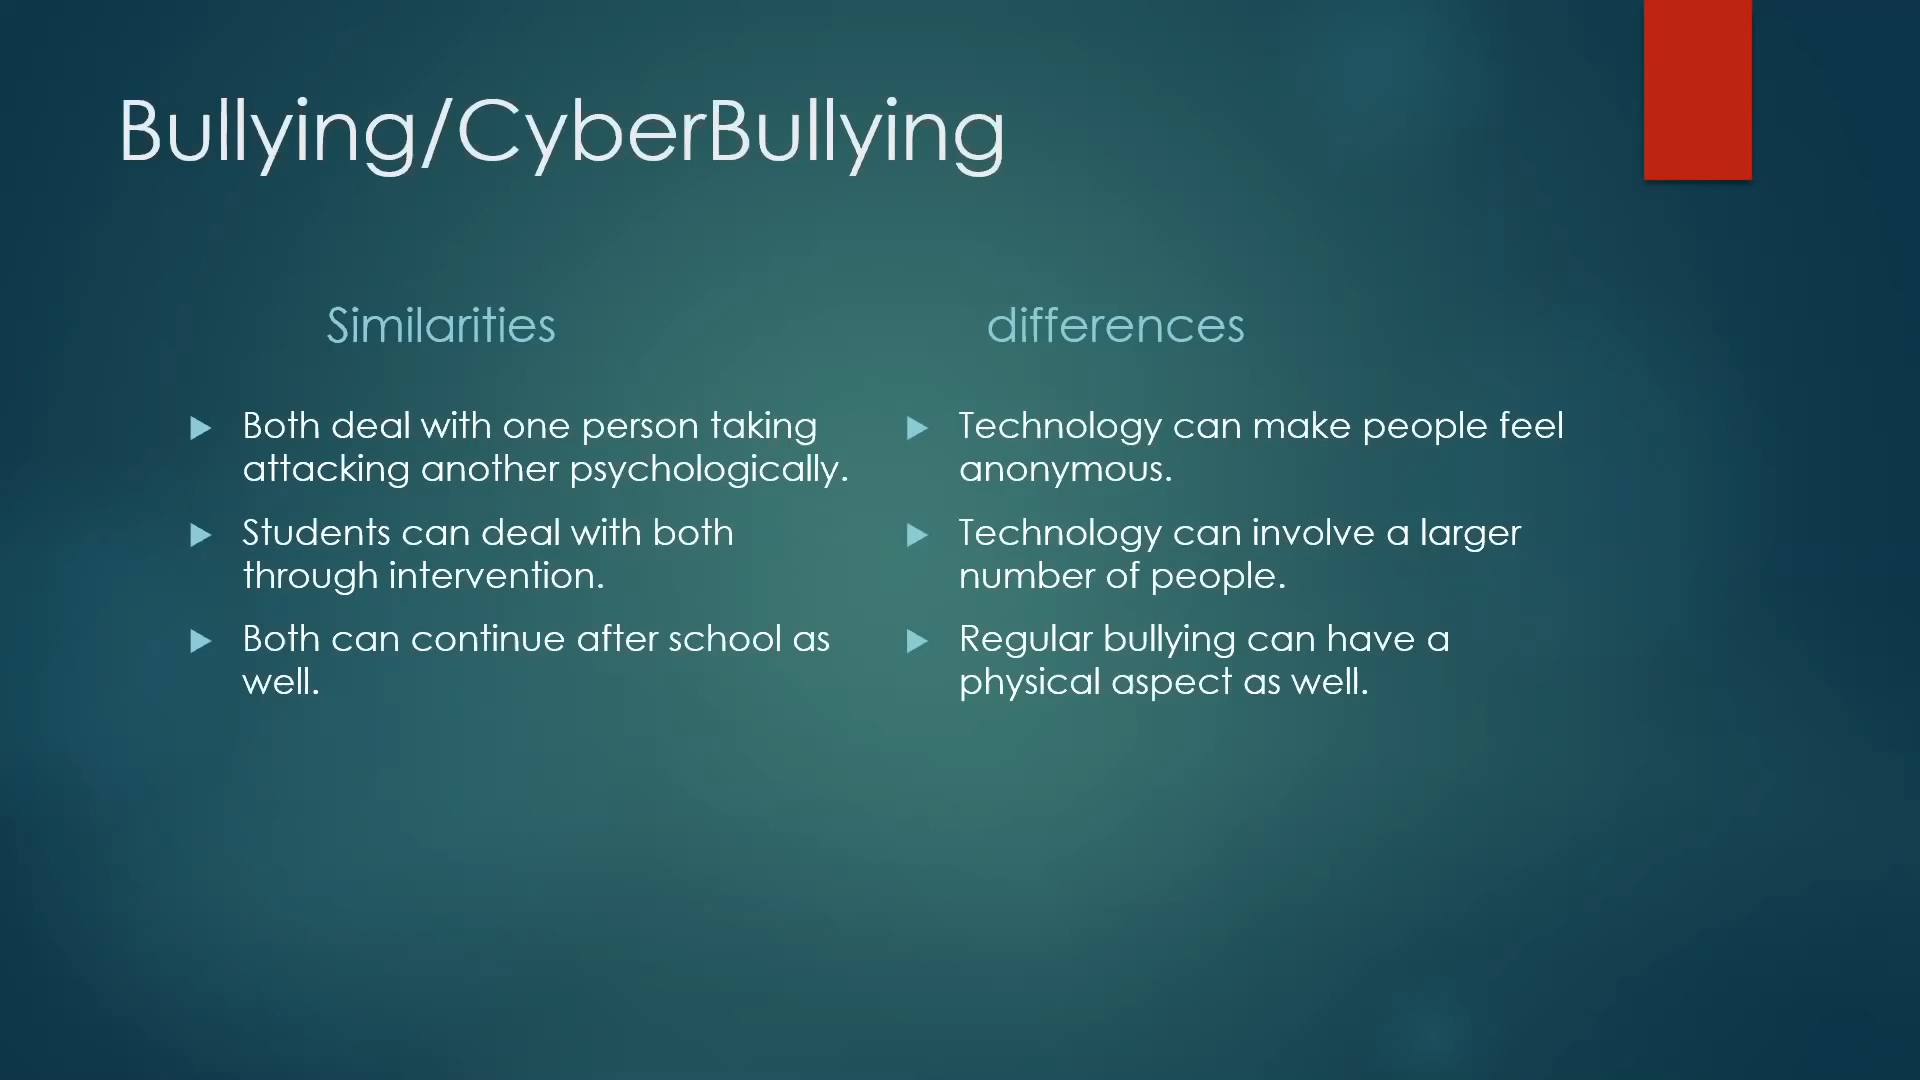 Bullying/CyberBullying
Similarities
Both deal with one person taking
attacking another psychologically.
Students can deal with both
through intervention.
Both can continue after school as
well.
differences
Technology can make people feel
anonymous.
Technology can involve a larger
number of people.
Regular bullying can have a
physical aspect as well.